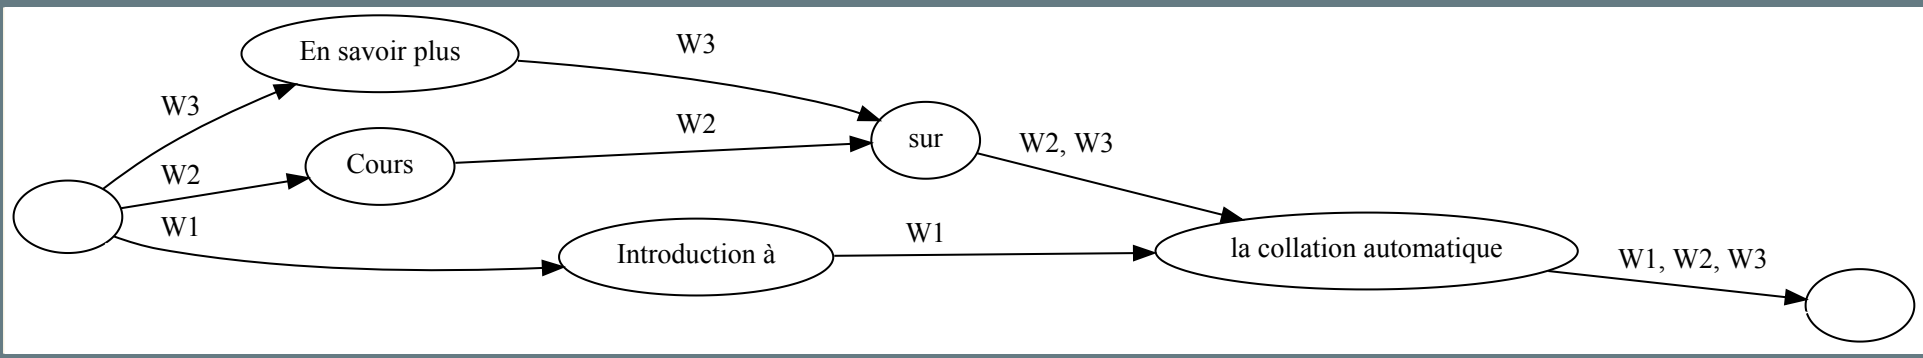 En savoir plus
W3
W3
Cours
W2
W2
sur
W2, W3
W1
Introduction à
W1
la collation automatique
W1, W2, W3